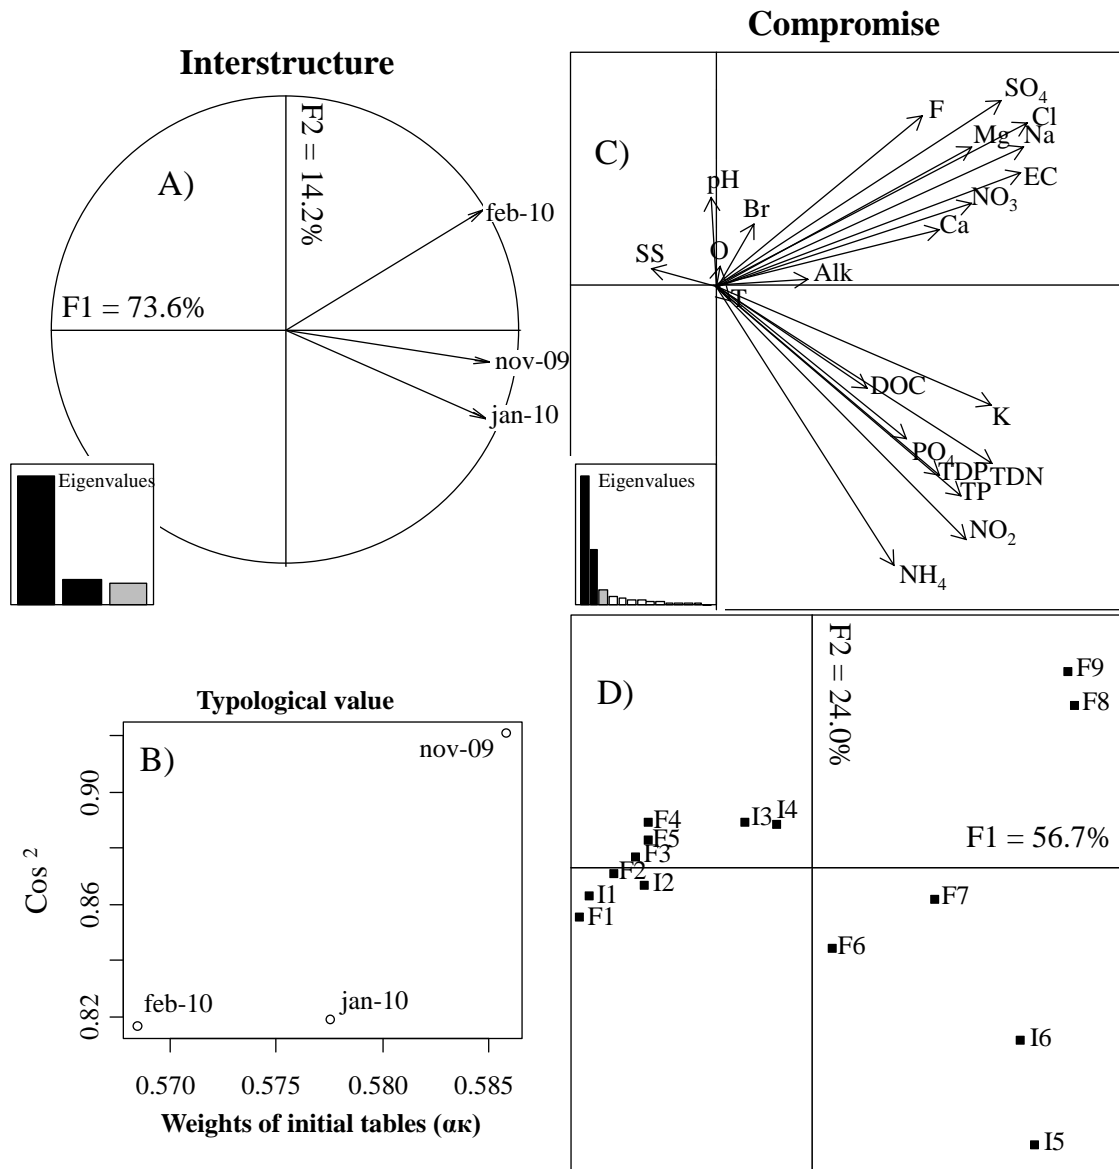 Interstructure
A)
F2 = 14.2%
F1 = 73.6%
feb-10
nov-09
jan-10
Eigenvalues
Typological value
B)
nov-09
feb-10
jan-10
Cos ²
0.90
0.86
0.82
0.570 0.575 0.580 0.585
Weights of initial tables (ακ)
Compromise
C)
F
SO₄
Cl
Mg
Na
EC
NO₃
Ca
pH
Br
O
SS
Alk
T
DOC
K
PO₄
TDP
TDN
TP
NO₂
NH₄
Eigenvalues
D)
F2 = 24.0%
F1 = 56.7%
F9
F8
F4
F5
F3
F2
I3
I4
I2
I1
F1
F7
F6
I6
I5